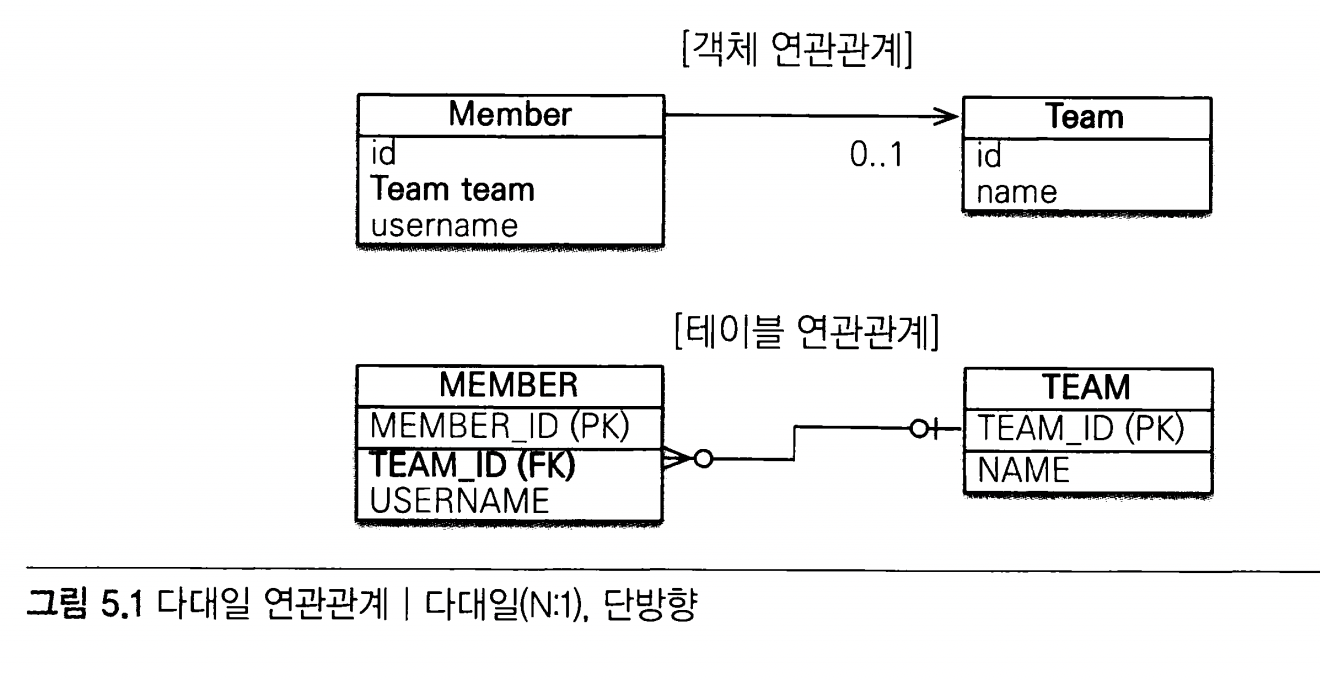 [객체 연관관계]
Member
id
Team team
username
0..1
Team
id
name
[테이블 연관관계]
MEMBER
MEMBER_ID (PK)
TEAM_ID (FK)
USERNAME
TEAM
TEAM_ID (PK)
NAME
그림 5.1 다대일 연관관계 | 다대일(N:1), 단방향